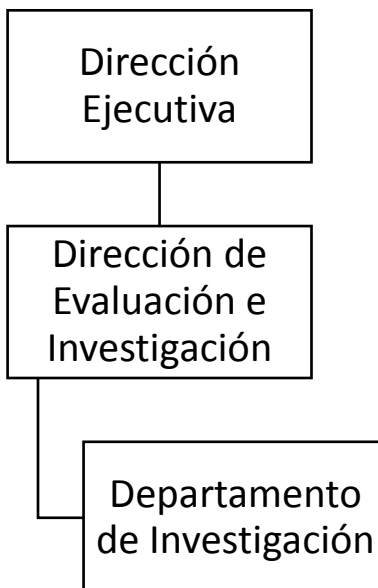 Dirección
Ejecutiva
Dirección de
Evaluación e
Investigación
Departamento
de Investigación